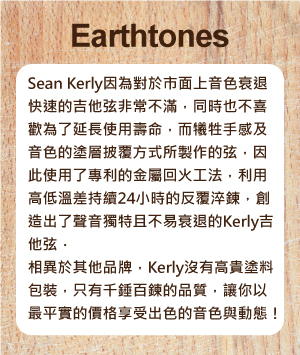 Earthtones
Sean Kerly因為對於市面上音色衰退
快速的吉他弦非常不滿，同時也不喜
歡為了延長使用壽命，而犧牲手感及
音色的塗層披覆方式所製作的弦，因
此使用了專利的金屬回火工法，利用
高低溫差持續24小時的反覆淬鍊，創
造出了聲音獨特且不易衰退的Kerly吉
他弦．
相異於其他品牌，Kerly沒有高貴塗料
包裝，只有千錘百鍊的品質，讓你以
最平實的價格享受出色的音色與動態！